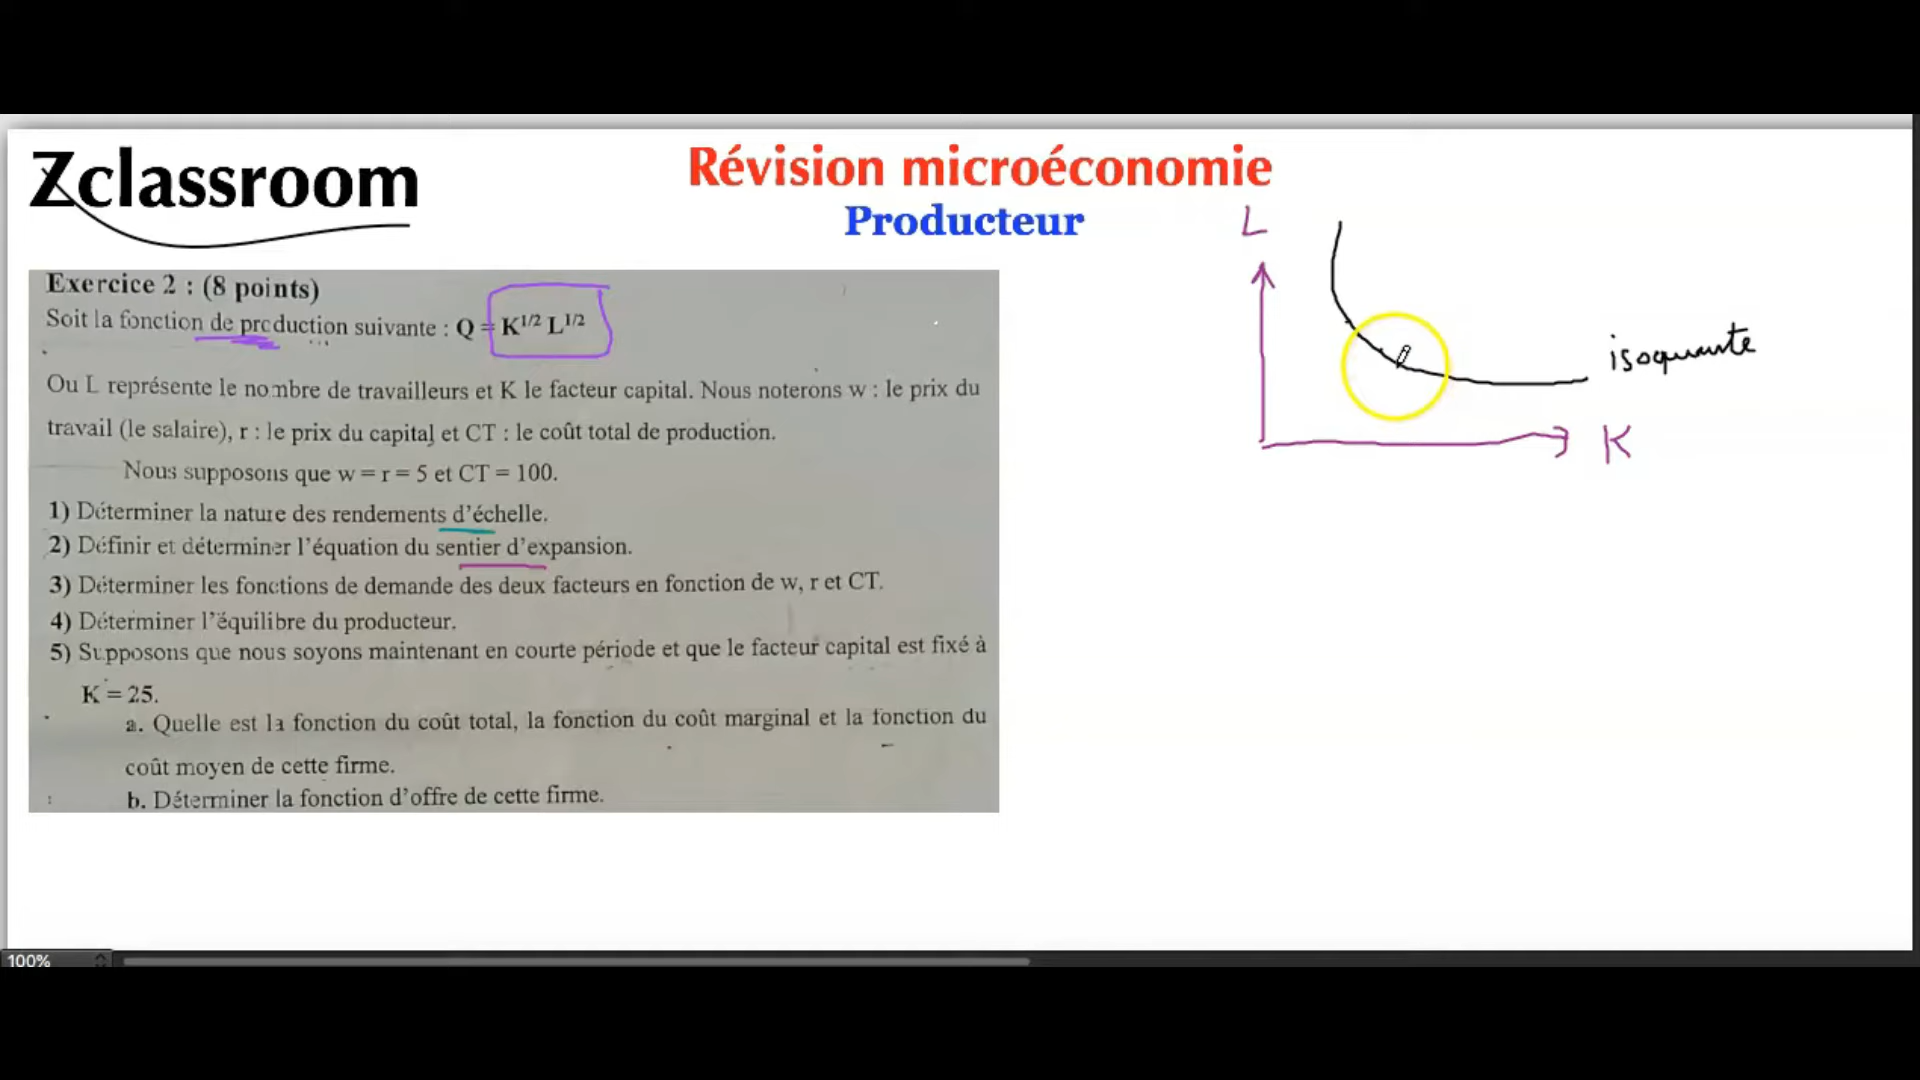 Zclassroom
Révision microéconomie
Producteur
Exercice 2 : (8 points)
Soit la fonction de production suivante : Q = K^1/2 L^1/2
Ou L représente le nombre de travailleurs et K le facteur capital. Nous noterons w : le prix du
travail (le salaire), r : le prix du capital et CT : le coût total de production.
Nous supposons que w = r = 5 et CT = 100.
1) Déterminer la nature des rendements d'échelle.
2) Définir et déterminer l'équation du sentier d'expansion.
3) Déterminer les fonctions de demande des deux facteurs en fonction de w, r et CT.
4) Déterminer l'équilibre du producteur.
5) Supposons que nous soyons maintenant en courte période et que le facteur capital est fixé à
K = 25.
a. Quelle est la fonction du coût total, la fonction du coût marginal et la fonction du
coût moyen de cette firme.
b. Déterminer la fonction d'offre de cette firme.
L
isoquante
K
100%